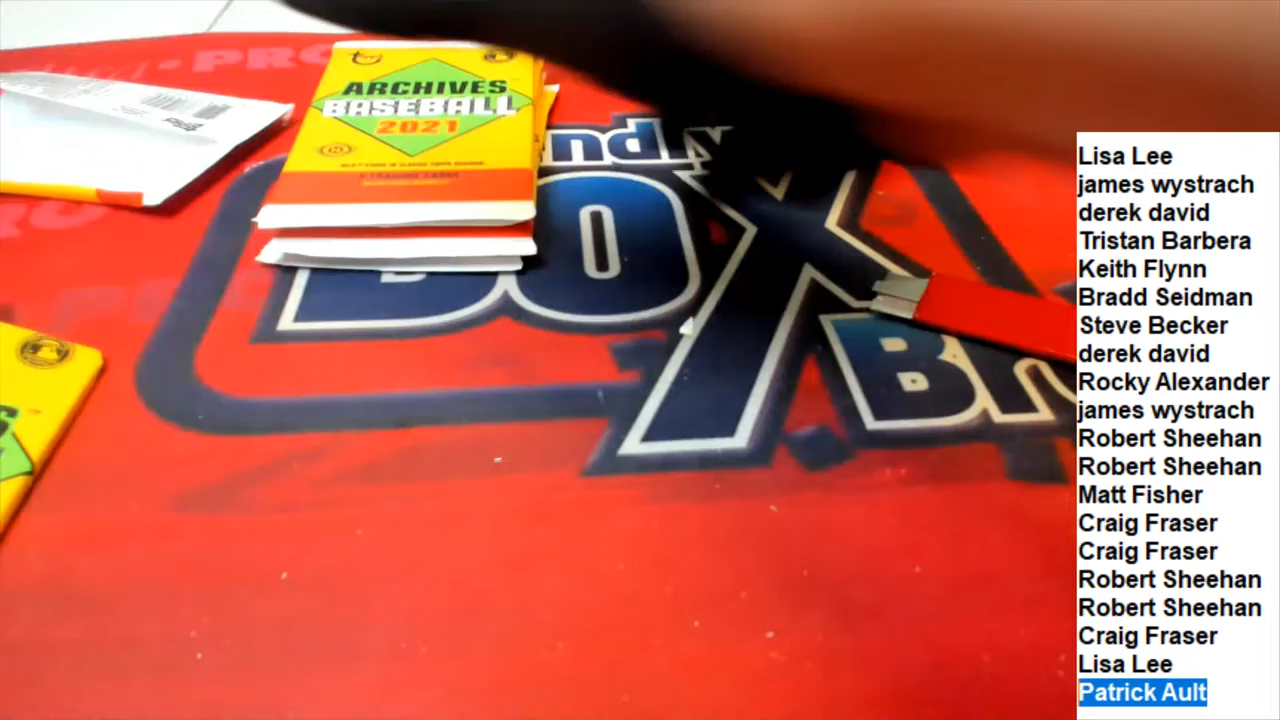 PRO
ARCHIVES
BASEBALL
2021
BOX
BR
Lisa Lee
james wystrach
derek david
Tristan Barbera
Keith Flynn
Bradd Seidman
Steve Becker
derek david
Rocky Alexander
james wystrach
Robert Sheehan
Robert Sheehan
Matt Fisher
Craig Fraser
Craig Fraser
Robert Sheehan
Robert Sheehan
Craig Fraser
Lisa Lee
Patrick Ault